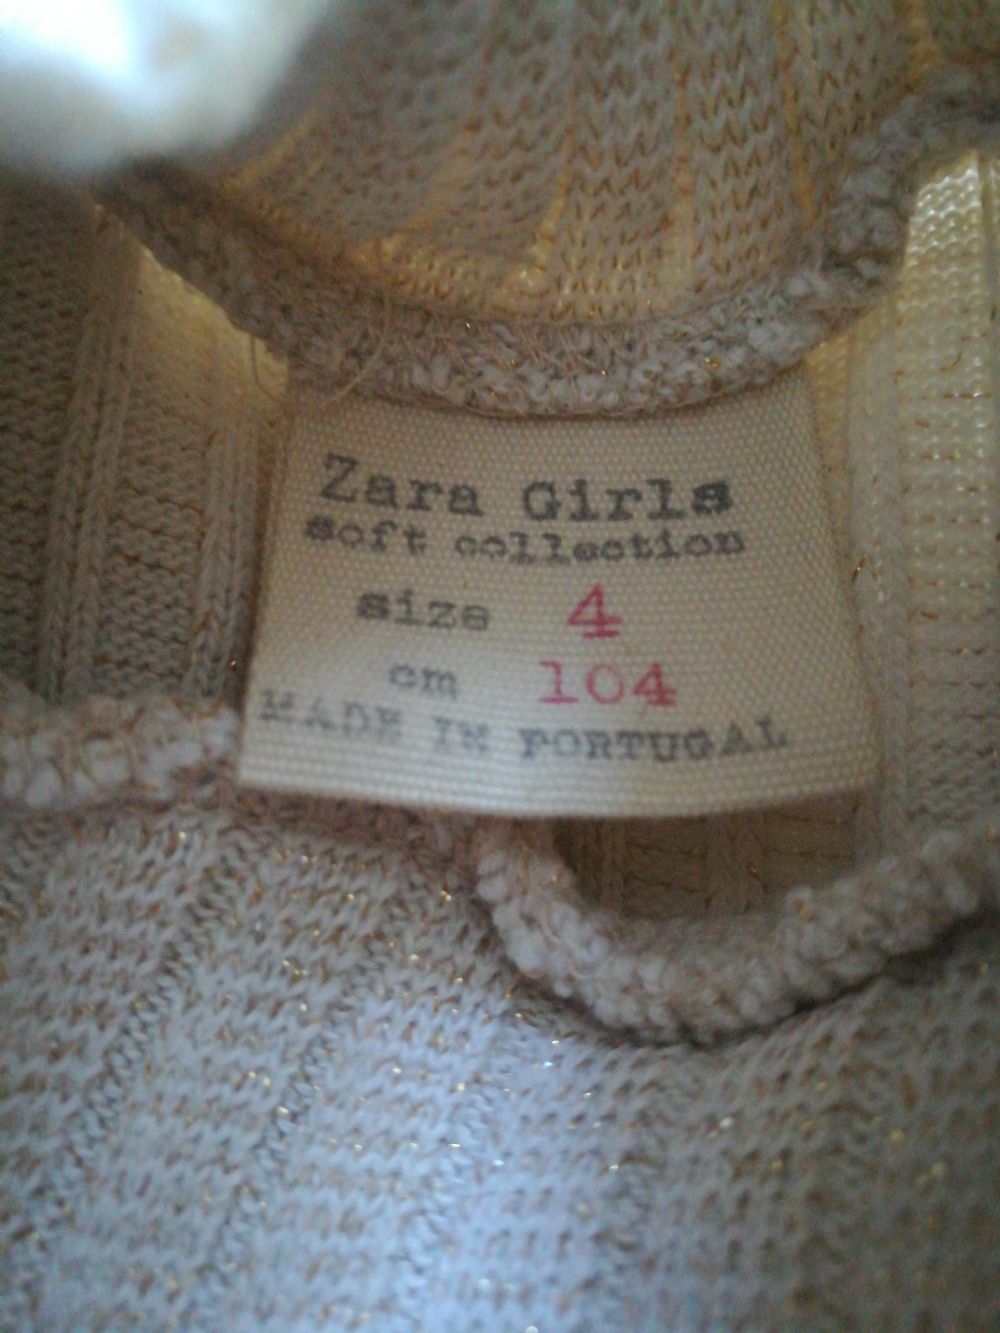 Zara Girls
soft collection
size 4
cm 104
MADE IN PORTUGAL